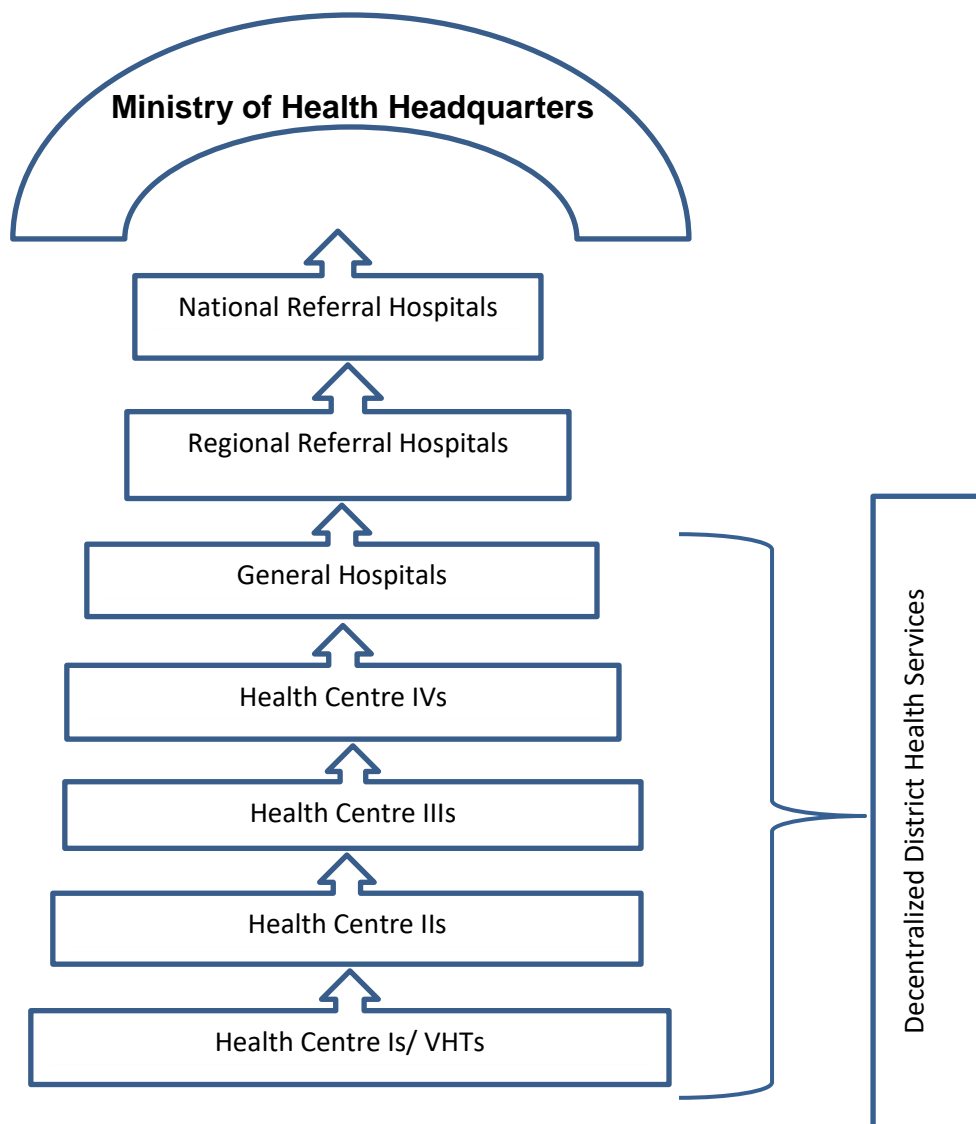 Ministry of Health Headquarters
National Referral Hospitals
Regional Referral Hospitals
General Hospitals
Health Centre IVs
Health Centre IIIs
Health Centre IIs
Health Centre Is/ VHTs
Decentralized District Health Services